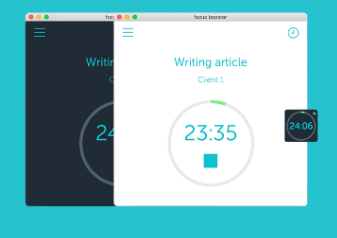 focus booster
Writing article
Client 1
23:35
24:06